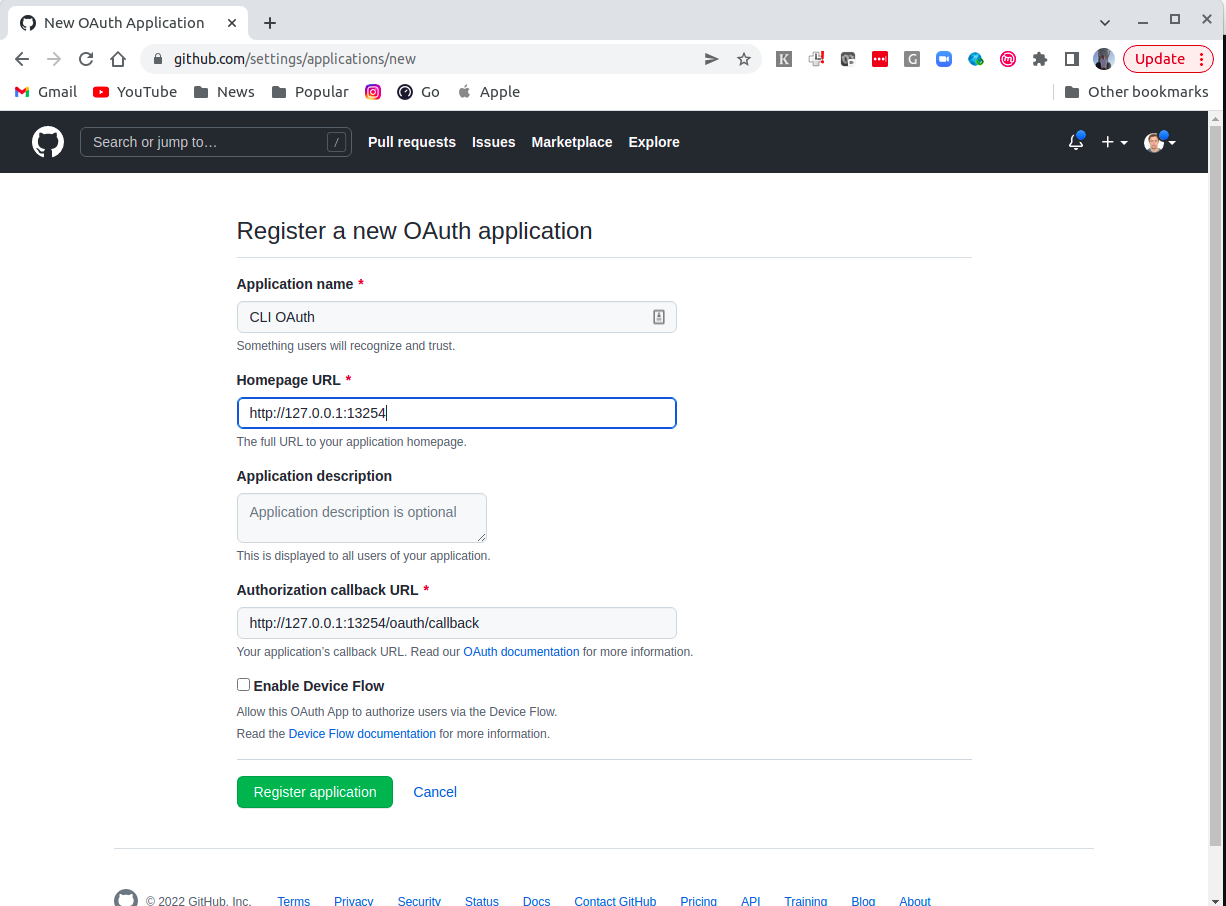 New OAuth Application
github.com/settings/applications/new
Update
Gmail YouTube News Popular Go Apple Other bookmarks
Search or jump to… / Pull requests Issues Marketplace Explore
Register a new OAuth application
Application name *
CLI OAuth
Something users will recognize and trust.
Homepage URL *
http://127.0.0.1:13254
The full URL to your application homepage.
Application description
Application description is optional
This is displayed to all users of your application.
Authorization callback URL *
http://127.0.0.1:13254/oauth/callback
Your application's callback URL. Read our OAuth documentation for more information.
Enable Device Flow
Allow this OAuth App to authorize users via the Device Flow.
Read the Device Flow documentation for more information.
Register application Cancel
© 2022 GitHub, Inc. Terms Privacy Security Status Docs Contact GitHub Pricing API Training Blog About